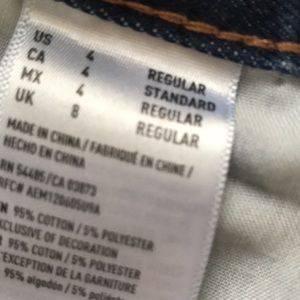 US 4 REGULAR
CA 4 STANDARD
MX 4 REGULAR
UK 8 REGULAR
MADE IN CHINA / FABRIQUÉ EN CHINE /
HECHO EN CHINA
RN 54485/CA 03873
RFC# AEM120605U9A
95% COTTON / 5% POLYESTER
EXCLUSIVE OF DECORATION
95% COTON / 5% POLYESTER
L'EXCEPTION DE LA GARNITURE
95% algodón / 5%